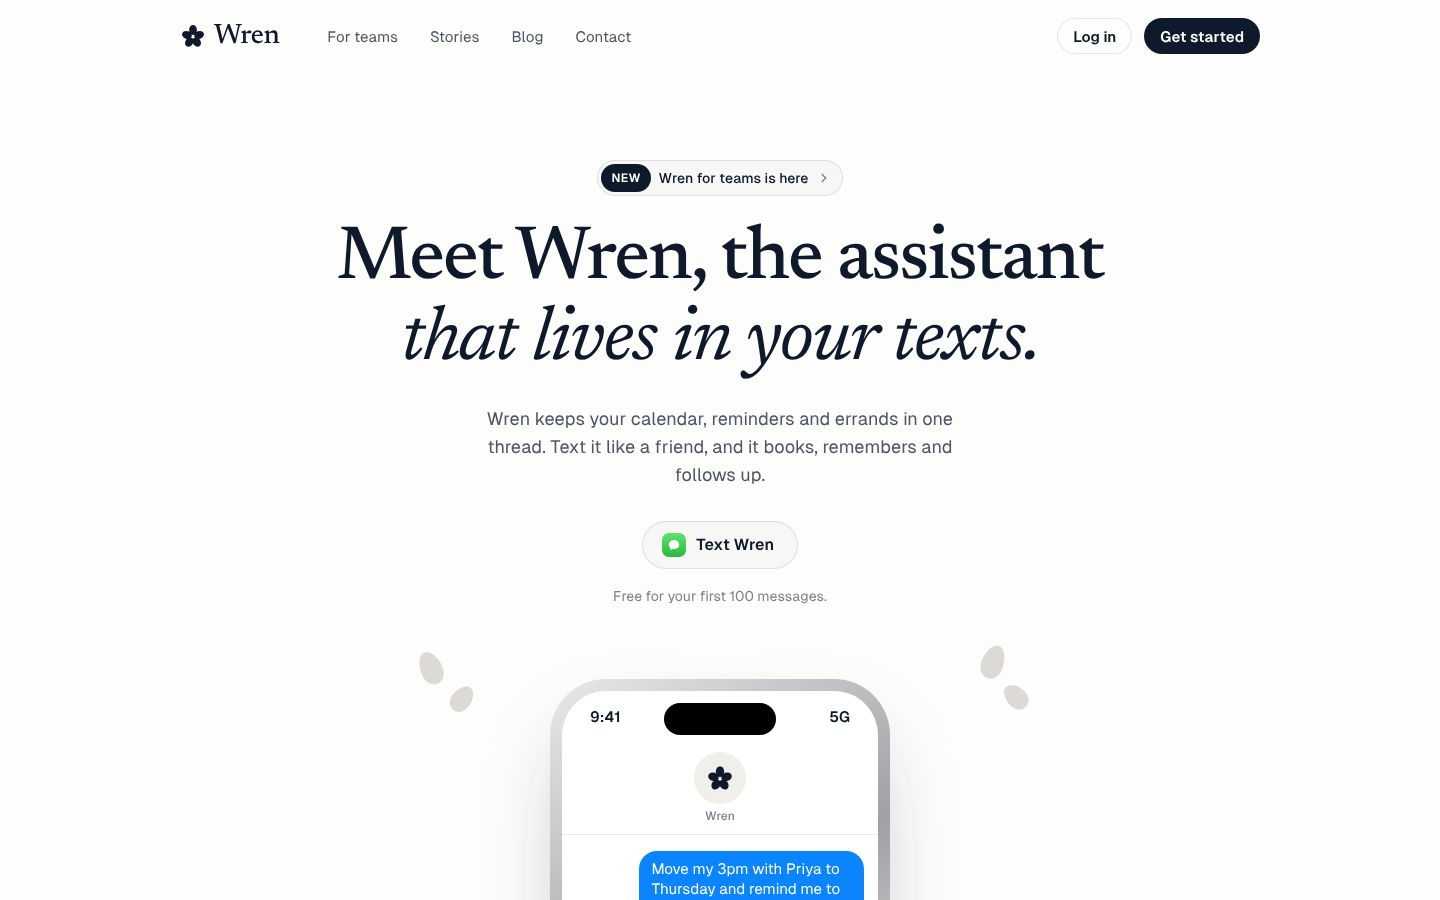 Wren
For teams
Stories
Blog
Contact
Log in
Get started
NEW Wren for teams is here
Meet Wren, the assistant
that lives in your texts.
Wren keeps your calendar, reminders and errands in one
thread. Text it like a friend, and it books, remembers and
follows up.
Text Wren
Free for your first 100 messages.
9:41
5G
Wren
Move my 3pm with Priya to
Thursday and remind me to